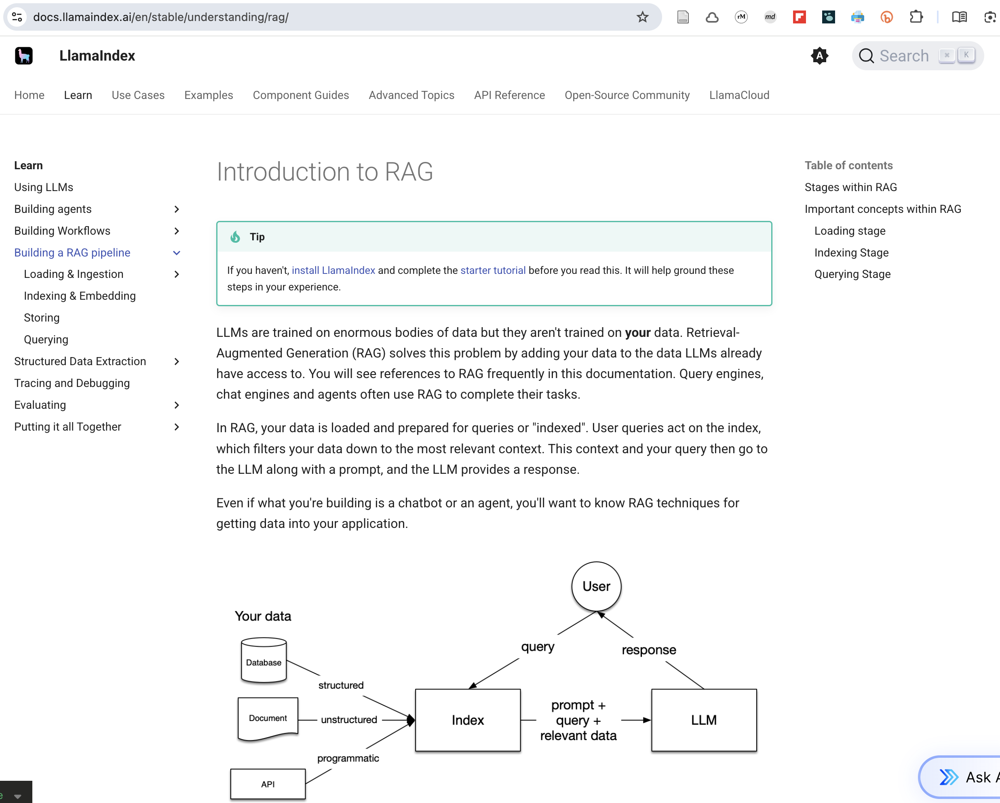 docs.llamaindex.ai/en/stable/understanding/rag/
rM
md
LlamaIndex
A
Search
⌘
K
Home
Learn
Use Cases
Examples
Component Guides
Advanced Topics
API Reference
Open-Source Community
LlamaCloud
Learn
Using LLMs
Building agents
Building Workflows
Building a RAG pipeline
Loading & Ingestion
Indexing & Embedding
Storing
Querying
Structured Data Extraction
Tracing and Debugging
Evaluating
Putting it all Together
Introduction to RAG
Tip
If you haven't, install LlamaIndex and complete the starter tutorial before you read this. It will help ground these
steps in your experience.
LLMs are trained on enormous bodies of data but they aren't trained on your data. Retrieval-
Augmented Generation (RAG) solves this problem by adding your data to the data LLMs already
have access to. You will see references to RAG frequently in this documentation. Query engines,
chat engines and agents often use RAG to complete their tasks.
In RAG, your data is loaded and prepared for queries or "indexed". User queries act on the index,
which filters your data down to the most relevant context. This context and your query then go to
the LLM along with a prompt, and the LLM provides a response.
Even if what you're building is a chatbot or an agent, you'll want to know RAG techniques for
getting data into your application.
User
Your data
query
response
Database
structured
Document
unstructured
Index
prompt +
query +
relevant data
LLM
programmatic
API
Table of contents
Stages within RAG
Important concepts within RAG
Loading stage
Indexing Stage
Querying Stage
Ask